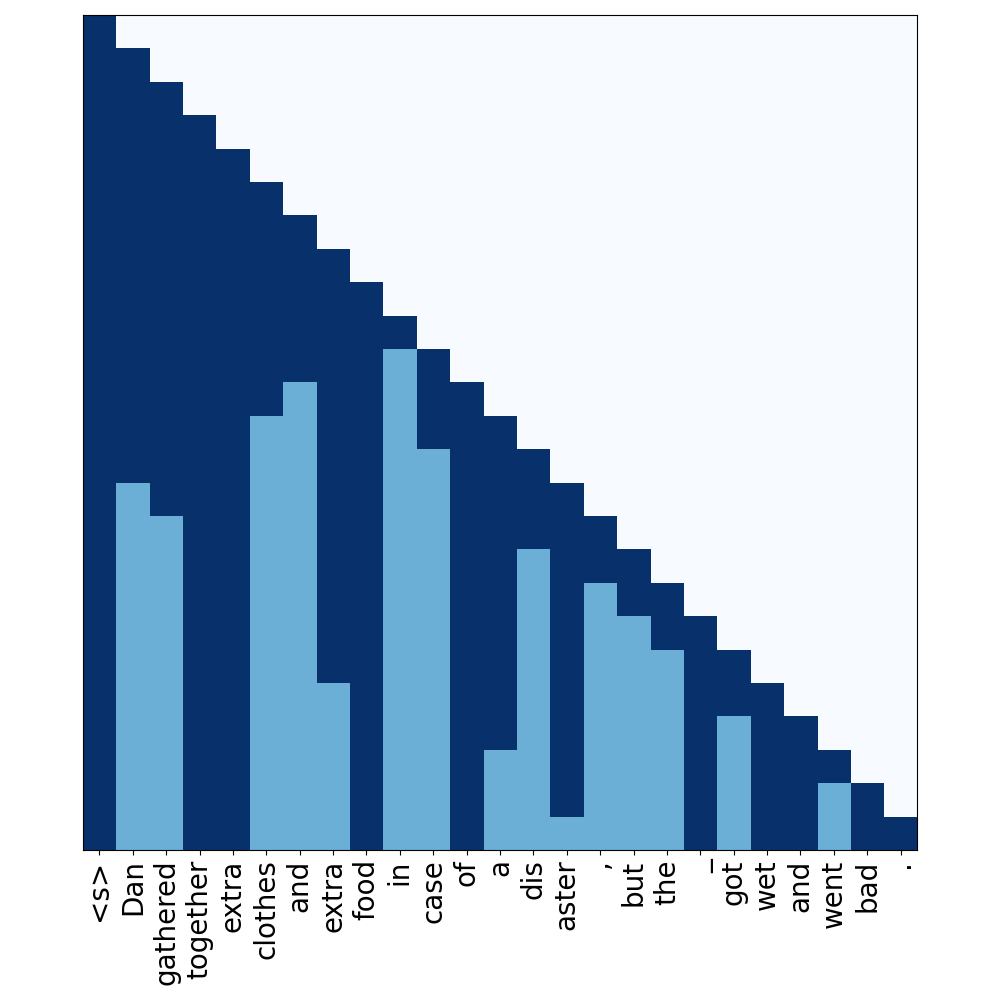 <s>
Dan
gathered
together
extra
clothes
and
extra
food
in
case
of
a
dis
aster
,
but
the
_
got
wet
and
went
bad
.